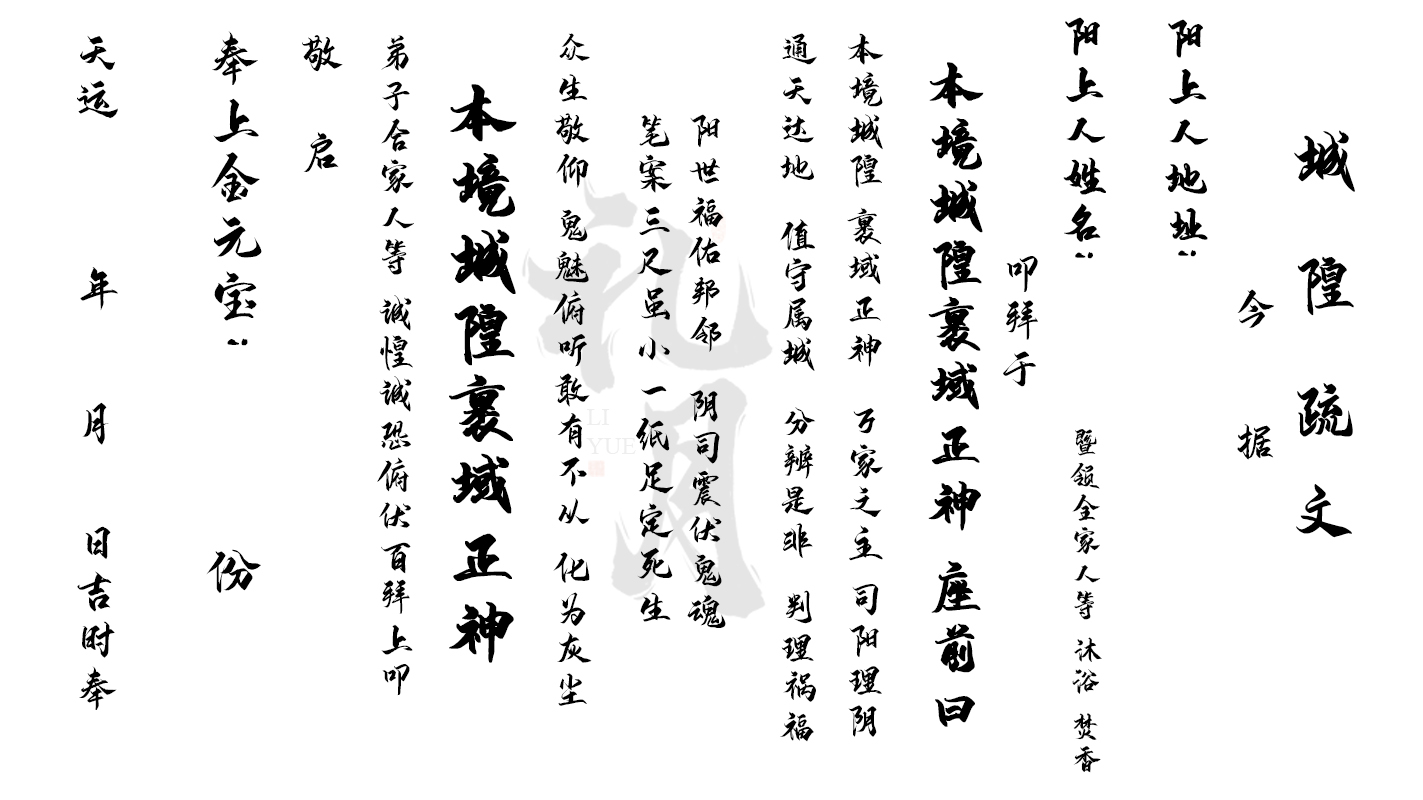 城隍疏文
今 据
阳上人地址：
阳上人姓名： 暨领全家人等 沐浴 焚香
叩拜于
本境城隍裹域正神 座前曰
本境城隍 裹域正神 万家之主 司阳理阴
通天达地 值守属城 分辨是非 判理祸福
阳世福佑邦邻 阴司震伏鬼魂
笔案三尺虽小 一纸足定死生
众生敬仰 鬼魅俯听 敢有不从 化为灰尘
本境城隍裹域正神
弟子合家人等 诚惶诚恐 俯伏百拜上叩
敬 启
奉上金元宝： 份
天运 年 月 日吉时奉
礼月
LI
YUE